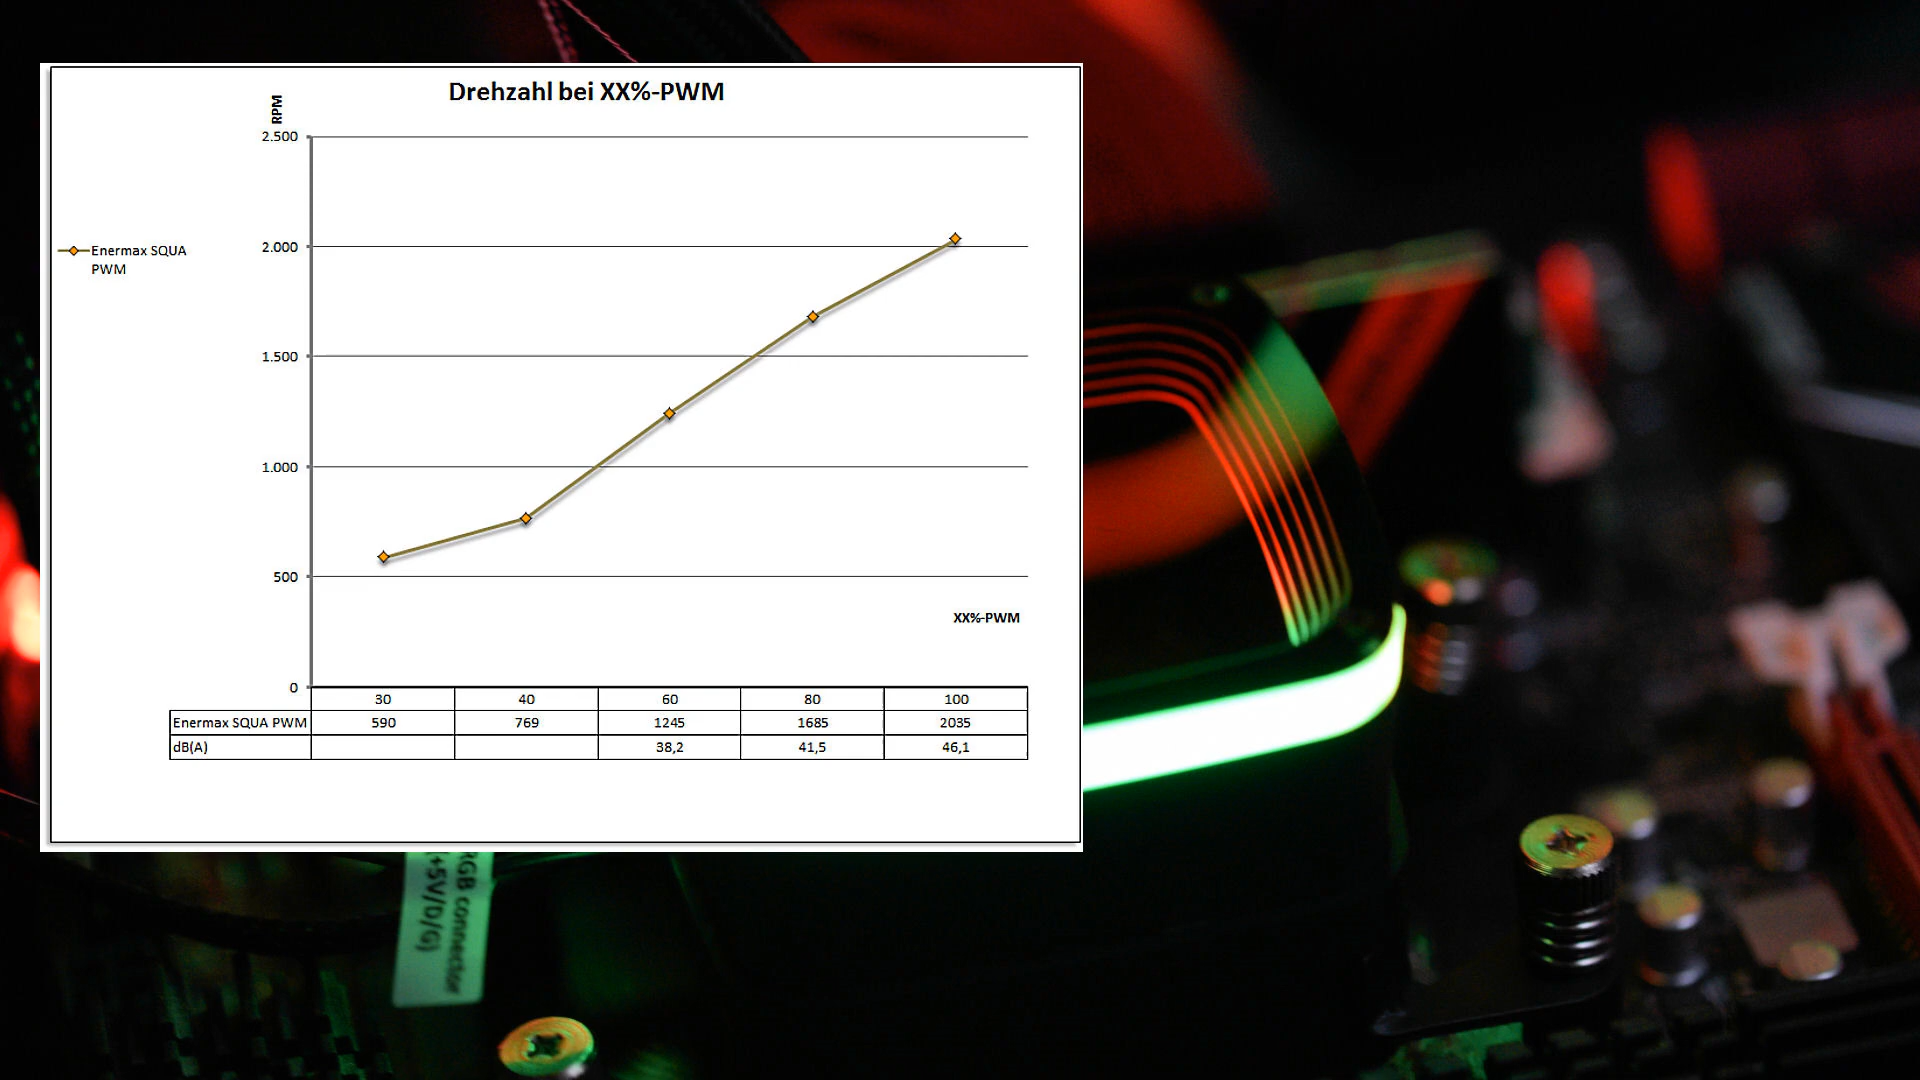 Drehzahl bei XX%-PWM
RPM
2.500
2.000
1.500
1.000
500
0
Enermax SQUA
PWM
XX%-PWM
30 40 60 80 100
Enermax SQUA PWM 590 769 1245 1685 2035
dB(A) 38,2 41,5 46,1
RGB connector
(+5V/D/G)